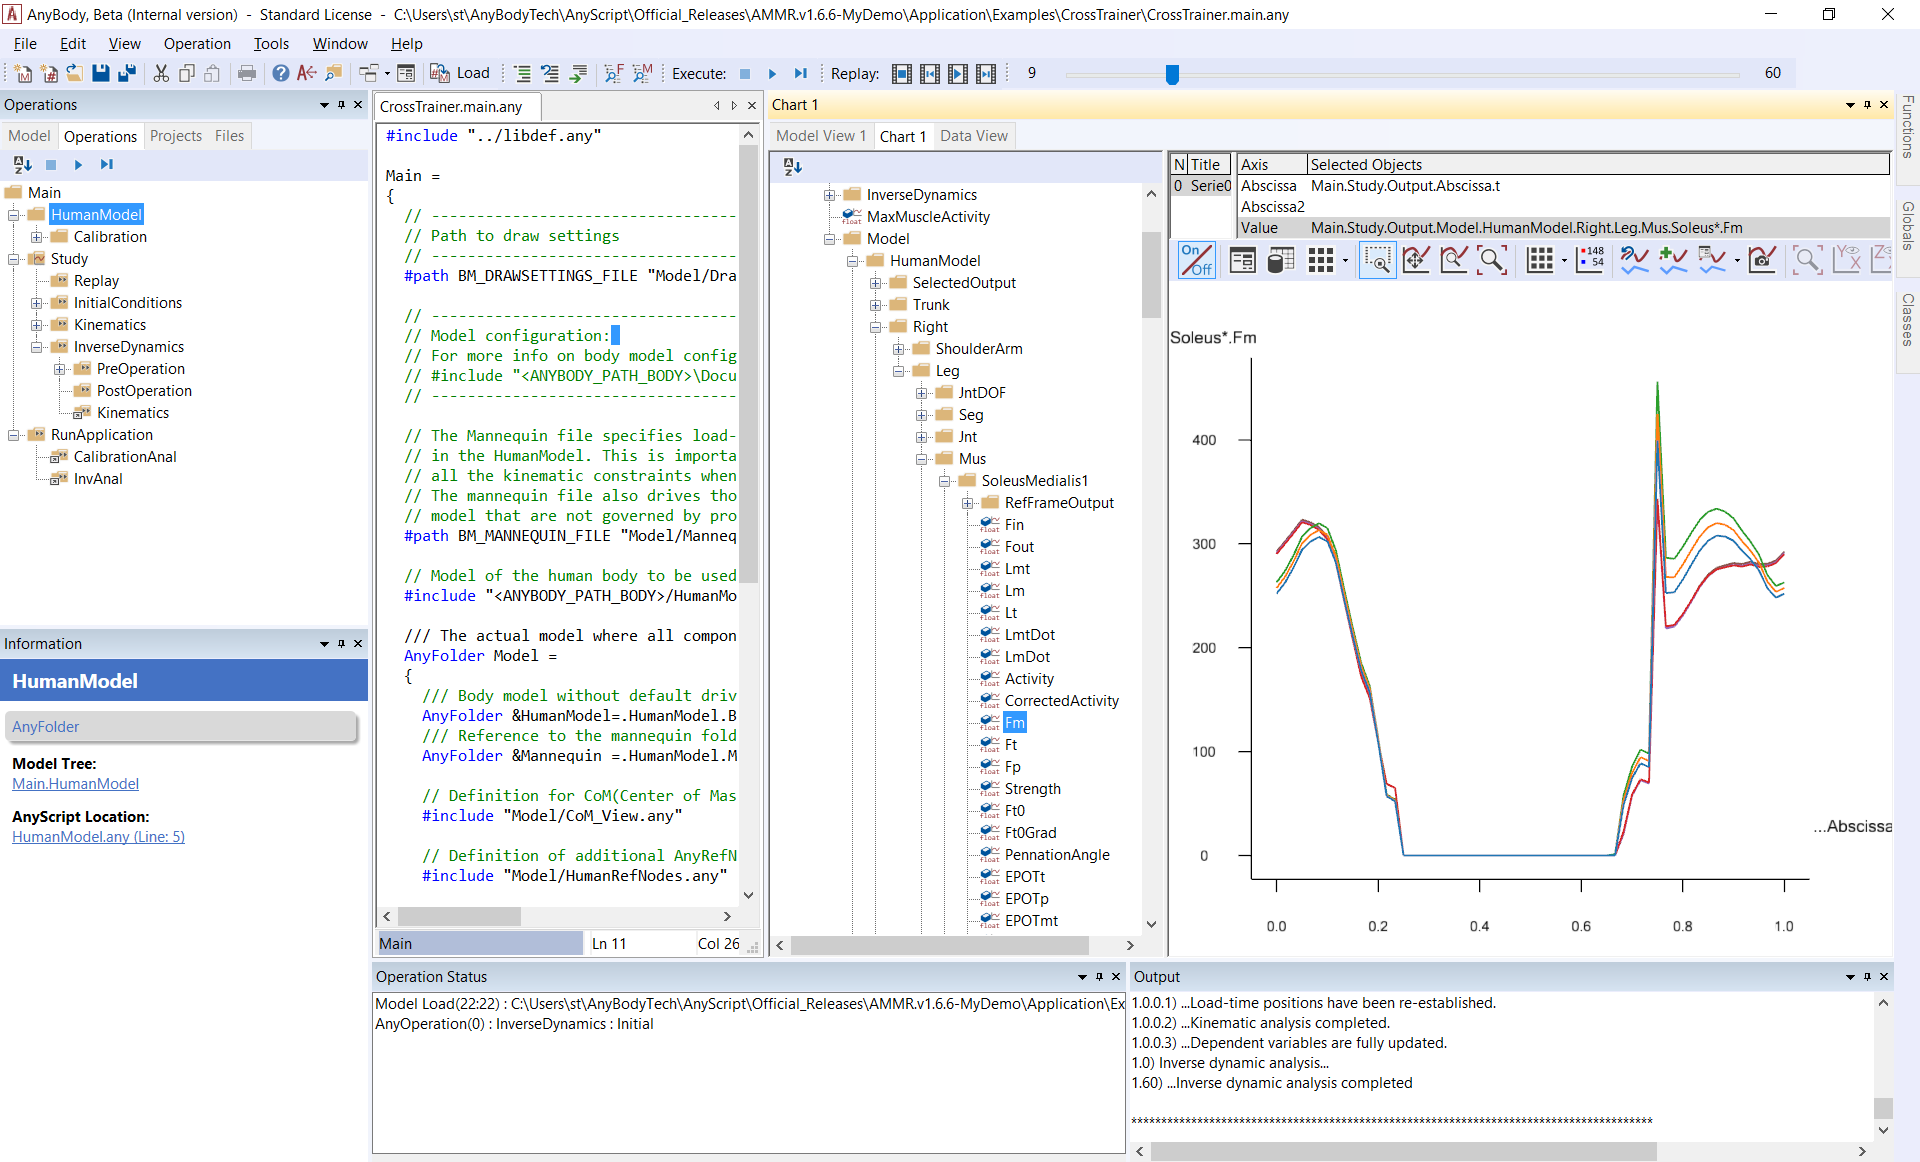 AnyBody, Beta (Internal version)  -  Standard License  -  C:\Users\st\AnyBodyTech\AnyScript\Official_Releases\AMMR.v1.6.6-MyDemo\Application\Examples\CrossTrainer\CrossTrainer.main.any
File Edit View Operation Tools Window Help
Load Execute: Replay: 9 60
Operations
Model Operations Projects Files
Main
HumanModel
Calibration
Study
Replay
InitialConditions
Kinematics
InverseDynamics
PreOperation
PostOperation
Kinematics
RunApplication
CalibrationAnal
InvAnal
Information
HumanModel
AnyFolder
Model Tree:
Main.HumanModel
AnyScript Location:
HumanModel.any (Line: 5)
CrossTrainer.main.any
#include "../libdef.any"
Main =
{
// ----------------------------------
// Path to draw settings
// ----------------------------------
#path BM_DRAWSETTINGS_FILE "Model/Dra
// ----------------------------------
// Model configuration:
// For more info on body model config
// #include "<ANYBODY_PATH_BODY>\Docu
// ----------------------------------
// The Mannequin file specifies load-
// in the HumanModel. This is importa
// all the kinematic constraints when
// The mannequin file also drives tho
// model that are not governed by pro
#path BM_MANNEQUIN_FILE "Model/Manneq
// Model of the human body to be used
#include "<ANYBODY_PATH_BODY>/HumanMo
/// The actual model where all compon
AnyFolder Model =
{
/// Body model without default driv
AnyFolder &HumanModel=.HumanModel.B
/// Reference to the mannequin fold
AnyFolder &Mannequin =.HumanModel.M
// Definition for CoM(Center of Mas
#include "Model/CoM_View.any"
// Definition of additional AnyRefN
#include "Model/HumanRefNodes.any"
Main Ln 11 Col 26
Chart 1
Model View 1 Chart 1 Data View
InverseDynamics
MaxMuscleActivity
Model
HumanModel
SelectedOutput
Trunk
Right
ShoulderArm
Leg
JntDOF
Seg
Jnt
Mus
SoleusMedialis1
RefFrameOutput
Fin
Fout
Lmt
Lm
Lt
LmtDot
LmDot
Activity
CorrectedActivity
Fm
Ft
Fp
Strength
Ft0
Ft0Grad
PennationAngle
EPOTt
EPOTp
EPOTmt
N Title Axis Selected Objects
0 Serie0 Abscissa Main.Study.Output.Abscissa.t
Abscissa2
Value Main.Study.Output.Model.HumanModel.Right.Leg.Mus.Soleus*.Fm
On/Off
148
54
Soleus*.Fm
400
300
200
100
0
...Abscissa
0.0 0.2 0.4 0.6 0.8 1.0
Functions
Globals
Classes
Operation Status
Model Load(22:22) : C:\Users\st\AnyBodyTech\AnyScript\Official_Releases\AMMR.v1.6.6-MyDemo\Application\Ex
AnyOperation(0) : InverseDynamics : Initial
Output
1.0.0.1) ...Load-time positions have been re-established.
1.0.0.2) ...Kinematic analysis completed.
1.0.0.3) ...Dependent variables are fully updated.
1.0) Inverse dynamic analysis...
1.60) ...Inverse dynamic analysis completed
****************************************************************************************